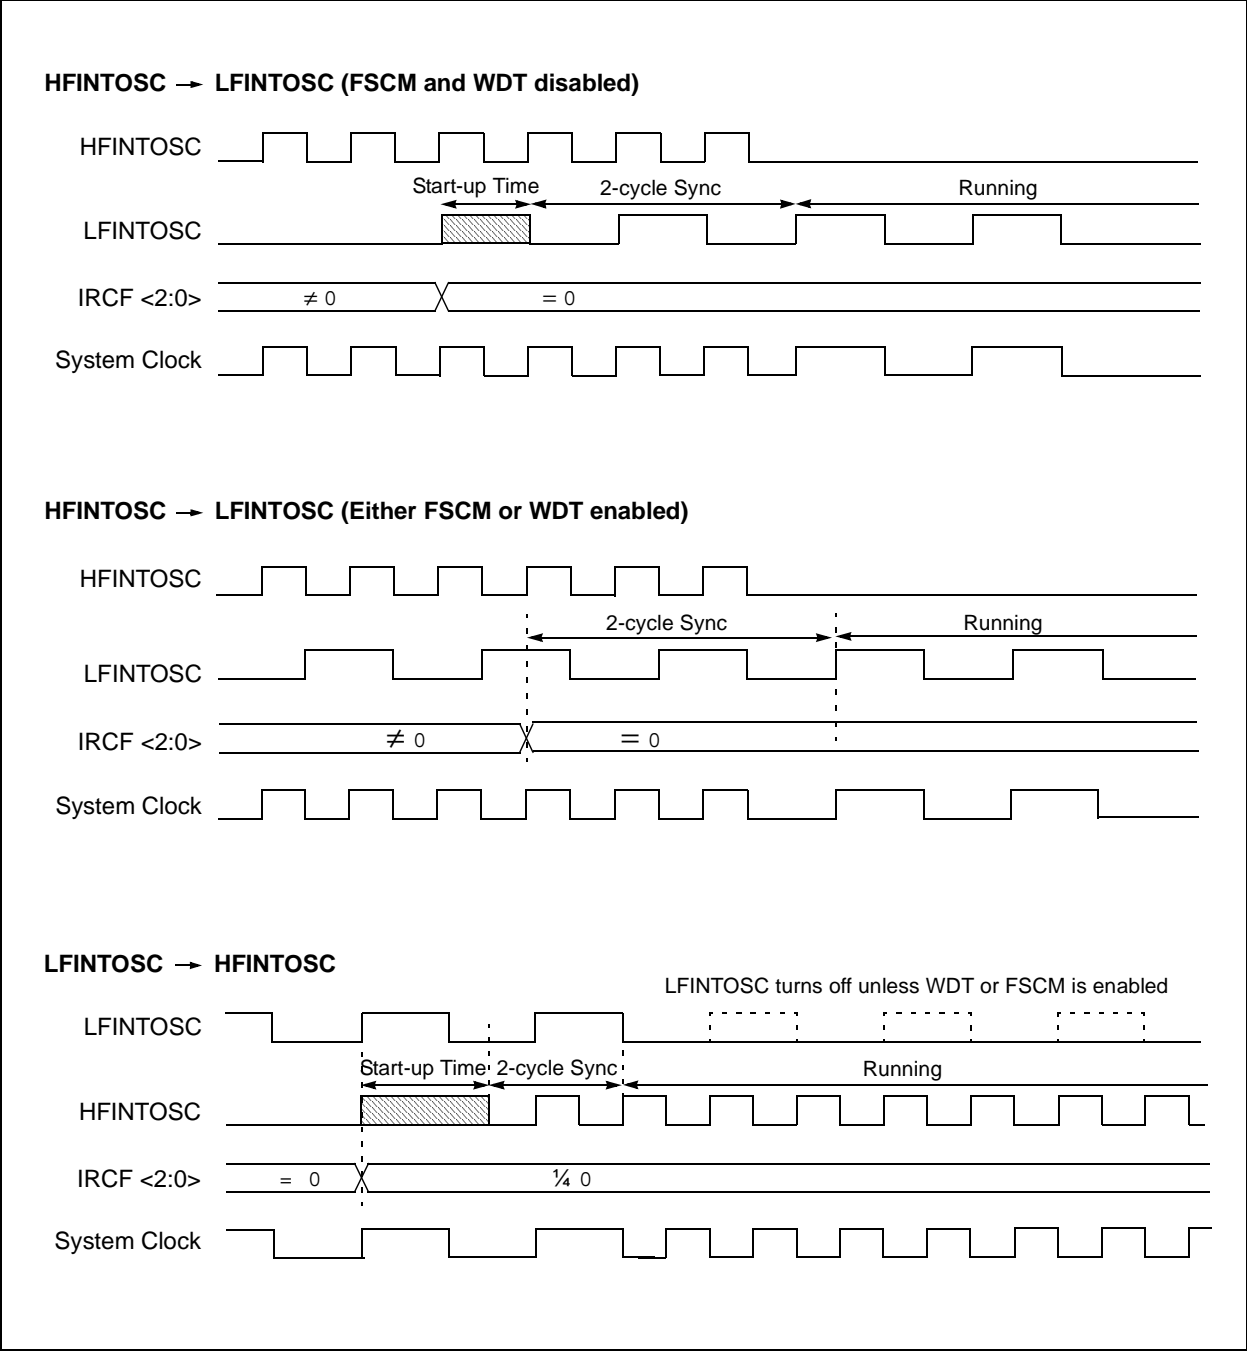 HFINTOSC → LFINTOSC (FSCM and WDT disabled)
HFINTOSC
Start-up Time 2-cycle Sync Running
LFINTOSC
IRCF <2:0> ≠ 0 = 0
System Clock
HFINTOSC → LFINTOSC (Either FSCM or WDT enabled)
HFINTOSC
2-cycle Sync Running
LFINTOSC
IRCF <2:0> ≠ 0 = 0
System Clock
LFINTOSC → HFINTOSC
LFINTOSC turns off unless WDT or FSCM is enabled
LFINTOSC
Start-up Time 2-cycle Sync Running
HFINTOSC
IRCF <2:0> = 0 ¼ 0
System Clock